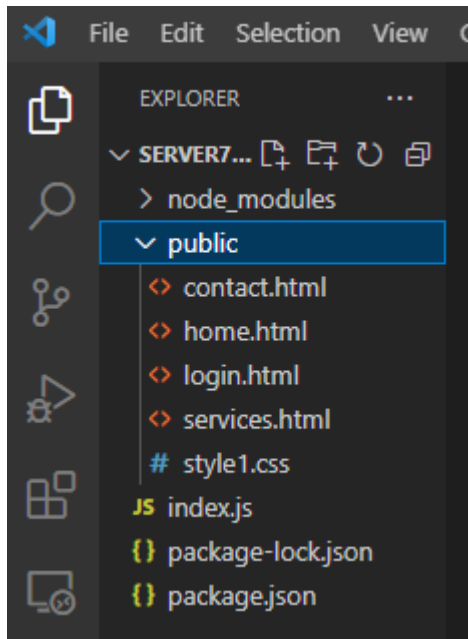 File Edit Selection View
EXPLORER ...
SERVER7...
node_modules
public
<> contact.html
<> home.html
<> login.html
<> services.html
# style1.css
JS index.js
{} package-lock.json
{} package.json